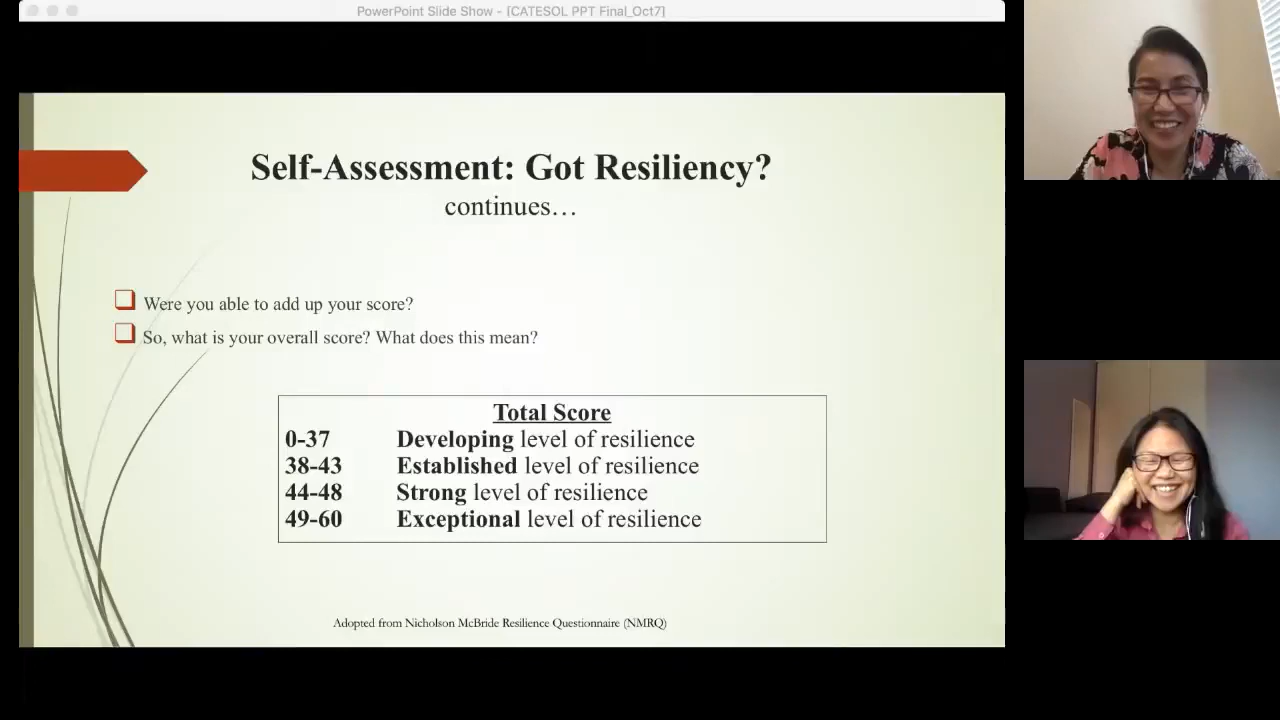 PowerPoint Slide Show - [CATESOL PPT Final_Oct7]
Self-Assessment: Got Resiliency?
continues…
Were you able to add up your score?
So, what is your overall score? What does this mean?
Total Score
0-37 Developing level of resilience
38-43 Established level of resilience
44-48 Strong level of resilience
49-60 Exceptional level of resilience
Adopted from Nicholson McBride Resilience Questionnaire (NMRQ)